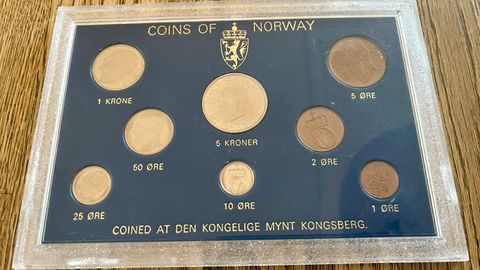 COINS OF NORWAY
1 KRONE
5 ØRE
5 KRONER
50 ØRE
2 ØRE
25 ØRE
10 ØRE
1 ØRE
COINED AT DEN KONGELIGE MYNT KONGSBERG.